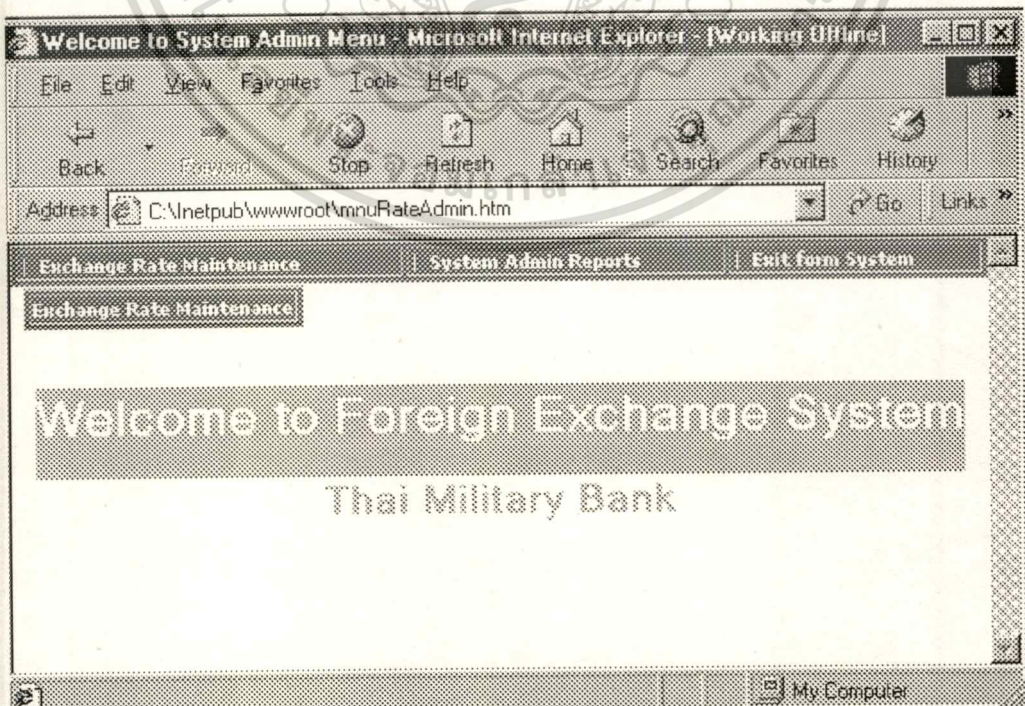 Welcome to System Admin Menu - Microsoft Internet Explorer - [Working Offline]
File Edit View Favorites Tools Help
Back Forward Stop Refresh Home Search Favorites History »
Address C:\Inetpub\wwwroot\mnuRateAdmin.htm Go Links »
| Exchange Rate Maintenance | System Admin Reports | Exit form System
Exchange Rate Maintenance
Welcome to Foreign Exchange System
Thai Military Bank
My Computer